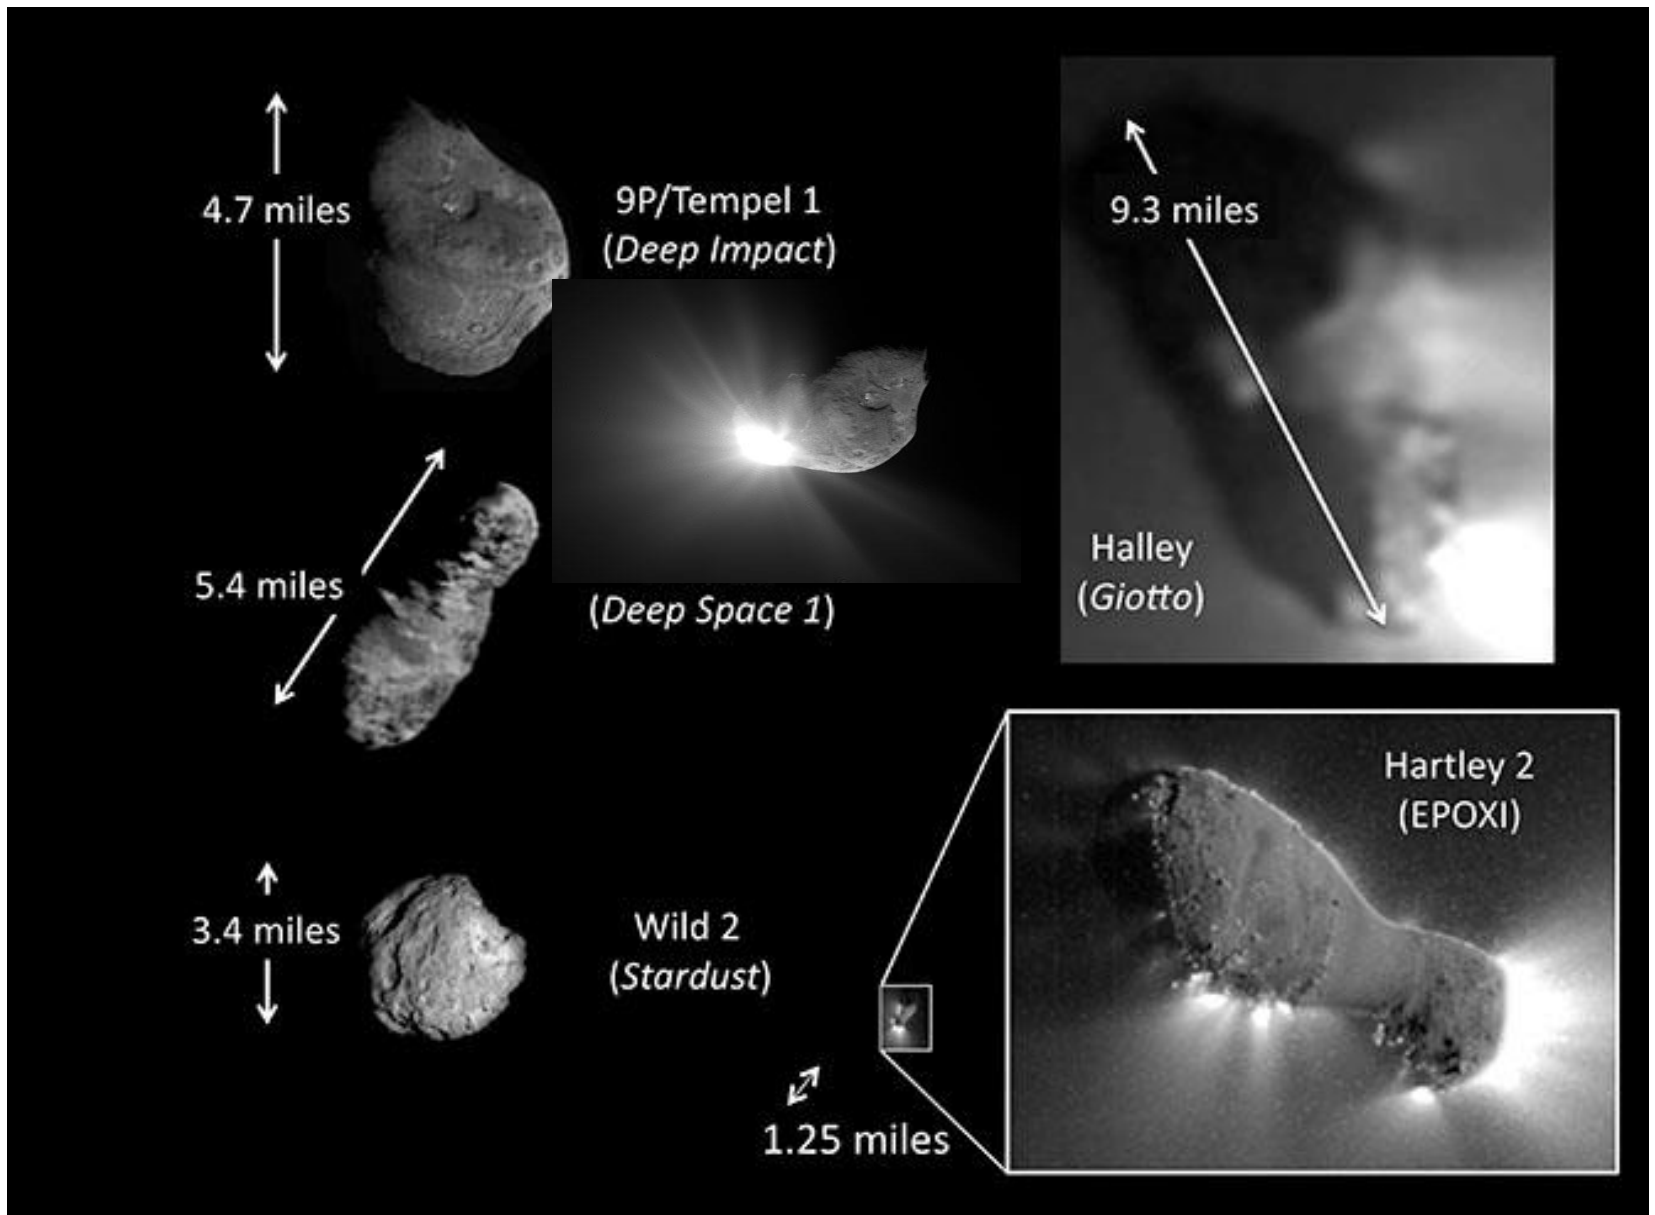 4.7 miles
9P/Tempel 1
(Deep Impact)
9.3 miles
Halley
(Giotto)
5.4 miles
(Deep Space 1)
Hartley 2
(EPOXI)
3.4 miles
Wild 2
(Stardust)
1.25 miles